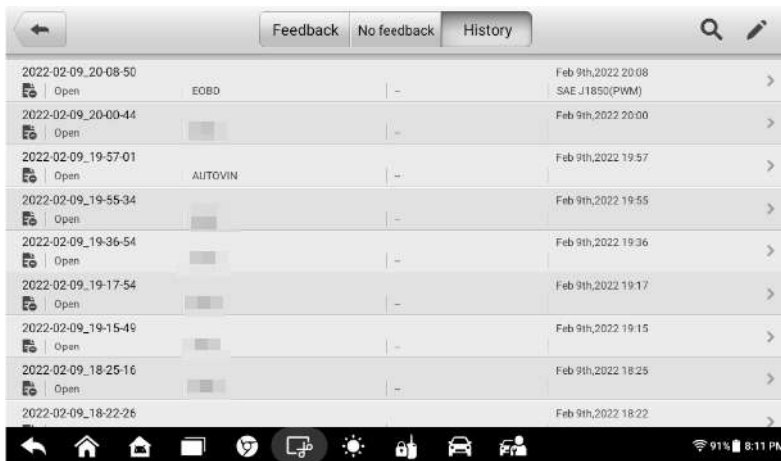 Feedback No feedback History
2022-02-09_20-08-50 Feb 9th,2022 20:08
Open EOBD -- SAE J1850(PWM)
2022-02-09_20-00-44 Feb 9th,2022 20:00
Open --
2022-02-09_19-57-01 Feb 9th,2022 19:57
Open AUTOVIN --
2022-02-09_19-55-34 Feb 9th,2022 19:55
Open --
2022-02-09_19-36-54 Feb 9th,2022 19:36
Open --
2022-02-09_19-17-54 Feb 9th,2022 19:17
Open --
2022-02-09_19-15-49 Feb 9th,2022 19:15
Open --
2022-02-09_18-25-16 Feb 9th,2022 18:25
Open --
2022-02-09_18-22-26 Feb 9th,2022 18:22
91% 8:11 PM